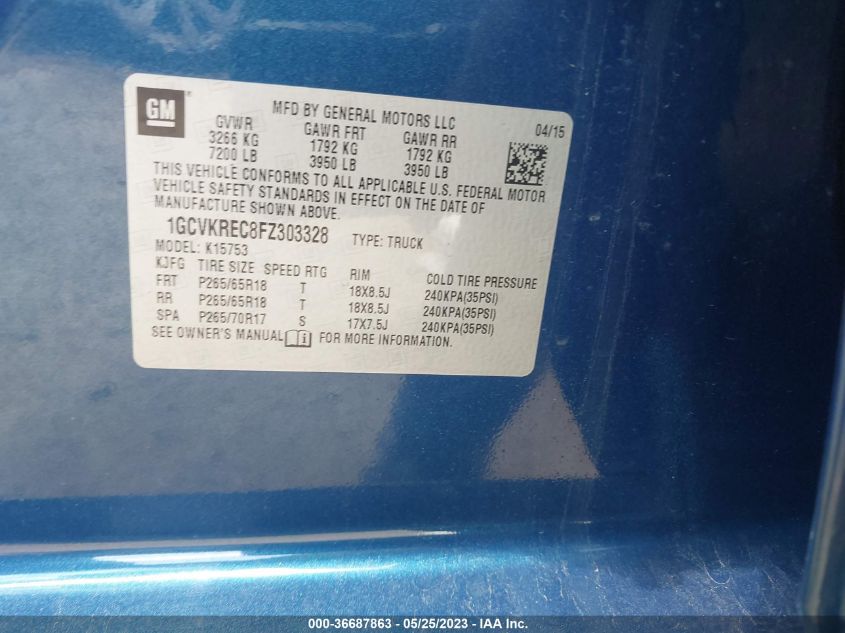 GM
MFD BY GENERAL MOTORS LLC
04/15
GVWR GAWR FRT GAWR RR
3266 KG 1792 KG 1792 KG
7200 LB 3950 LB 3950 LB
THIS VEHICLE CONFORMS TO ALL APPLICABLE U.S. FEDERAL MOTOR
VEHICLE SAFETY STANDARDS IN EFFECT ON THE DATE OF
MANUFACTURE SHOWN ABOVE.
1GCVKREC8FZ303328 TYPE: TRUCK
MODEL: K15753
KJFG TIRE SIZE SPEED RTG RIM COLD TIRE PRESSURE
FRT P265/65R18 T 18X8.5J 240KPA(35PSI)
RR P265/65R18 T 18X8.5J 240KPA(35PSI)
SPA P265/70R17 S 17X7.5J 240KPA(35PSI)
SEE OWNER'S MANUAL FOR MORE INFORMATION.
000-36687863 - 05/25/2023 - IAA Inc.